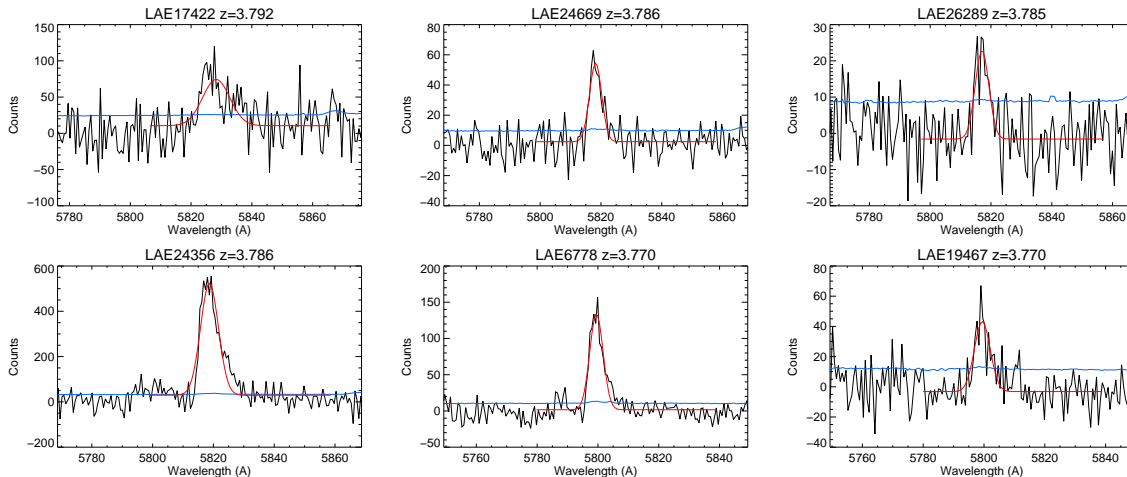 LAE17422 z=3.792
LAE24669 z=3.786
LAE26289 z=3.785
150
100
50
0
−50
−100
Counts
5780 5800 5820 5840 5860
Wavelength (A)
80
60
40
20
0
−20
−40
Counts
5780 5800 5820 5840 5860
Wavelength (A)
30
20
10
0
−10
−20
Counts
5780 5800 5820 5840 5860
Wavelength (A)
LAE24356 z=3.786
LAE6778 z=3.770
LAE19467 z=3.770
600
400
200
0
−200
Counts
5780 5800 5820 5840 5860
Wavelength (A)
200
150
100
50
0
−50
Counts
5760 5780 5800 5820 5840
Wavelength (A)
80
60
40
20
0
−20
−40
Counts
5760 5780 5800 5820 5840
Wavelength (A)